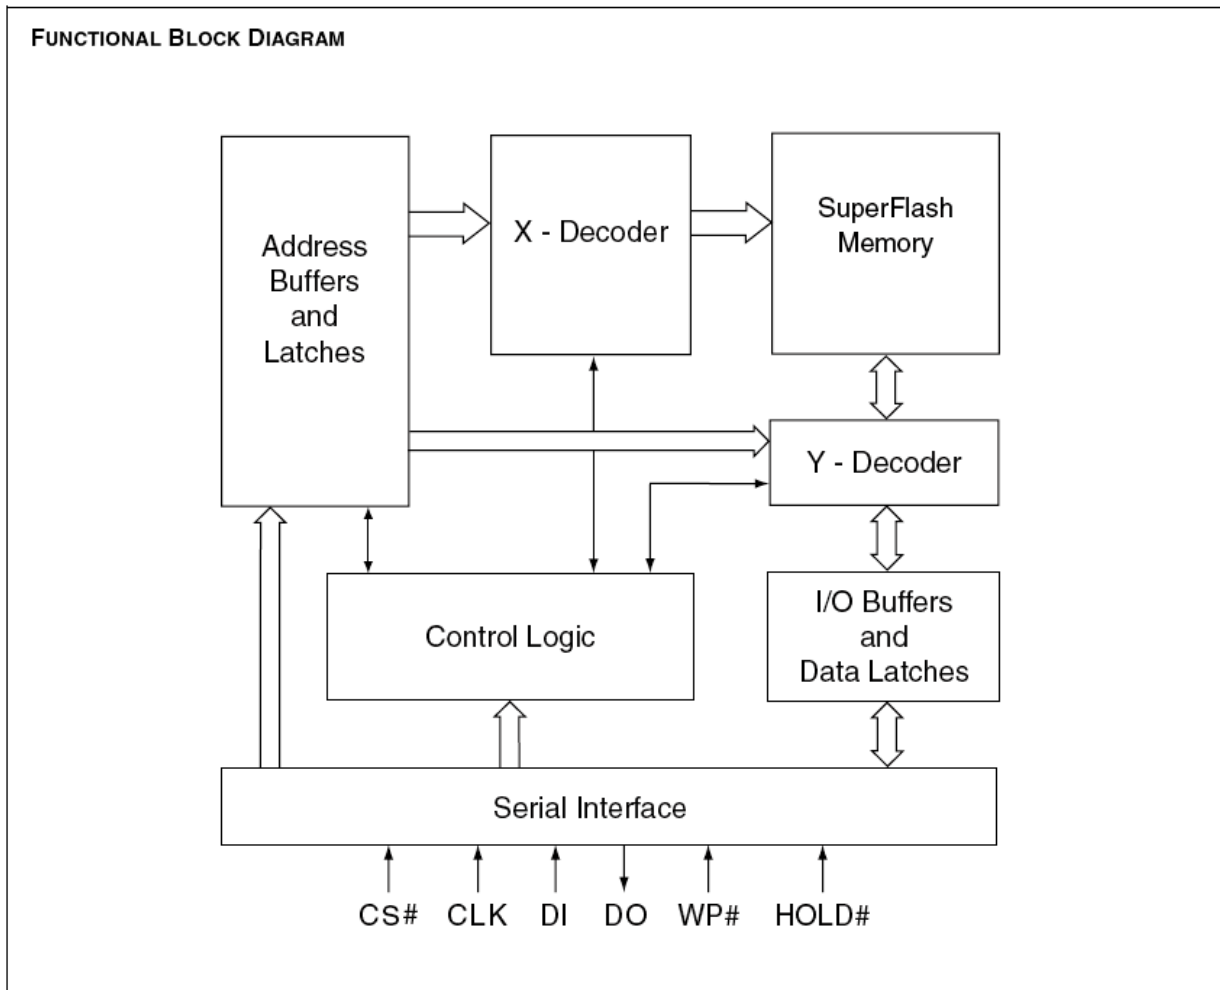 FUNCTIONAL BLOCK DIAGRAM
Address
Buffers
and
Latches
X - Decoder
SuperFlash
Memory
Y - Decoder
Control Logic
I/O Buffers
and
Data Latches
Serial Interface
CS# CLK DI DO WP# HOLD#